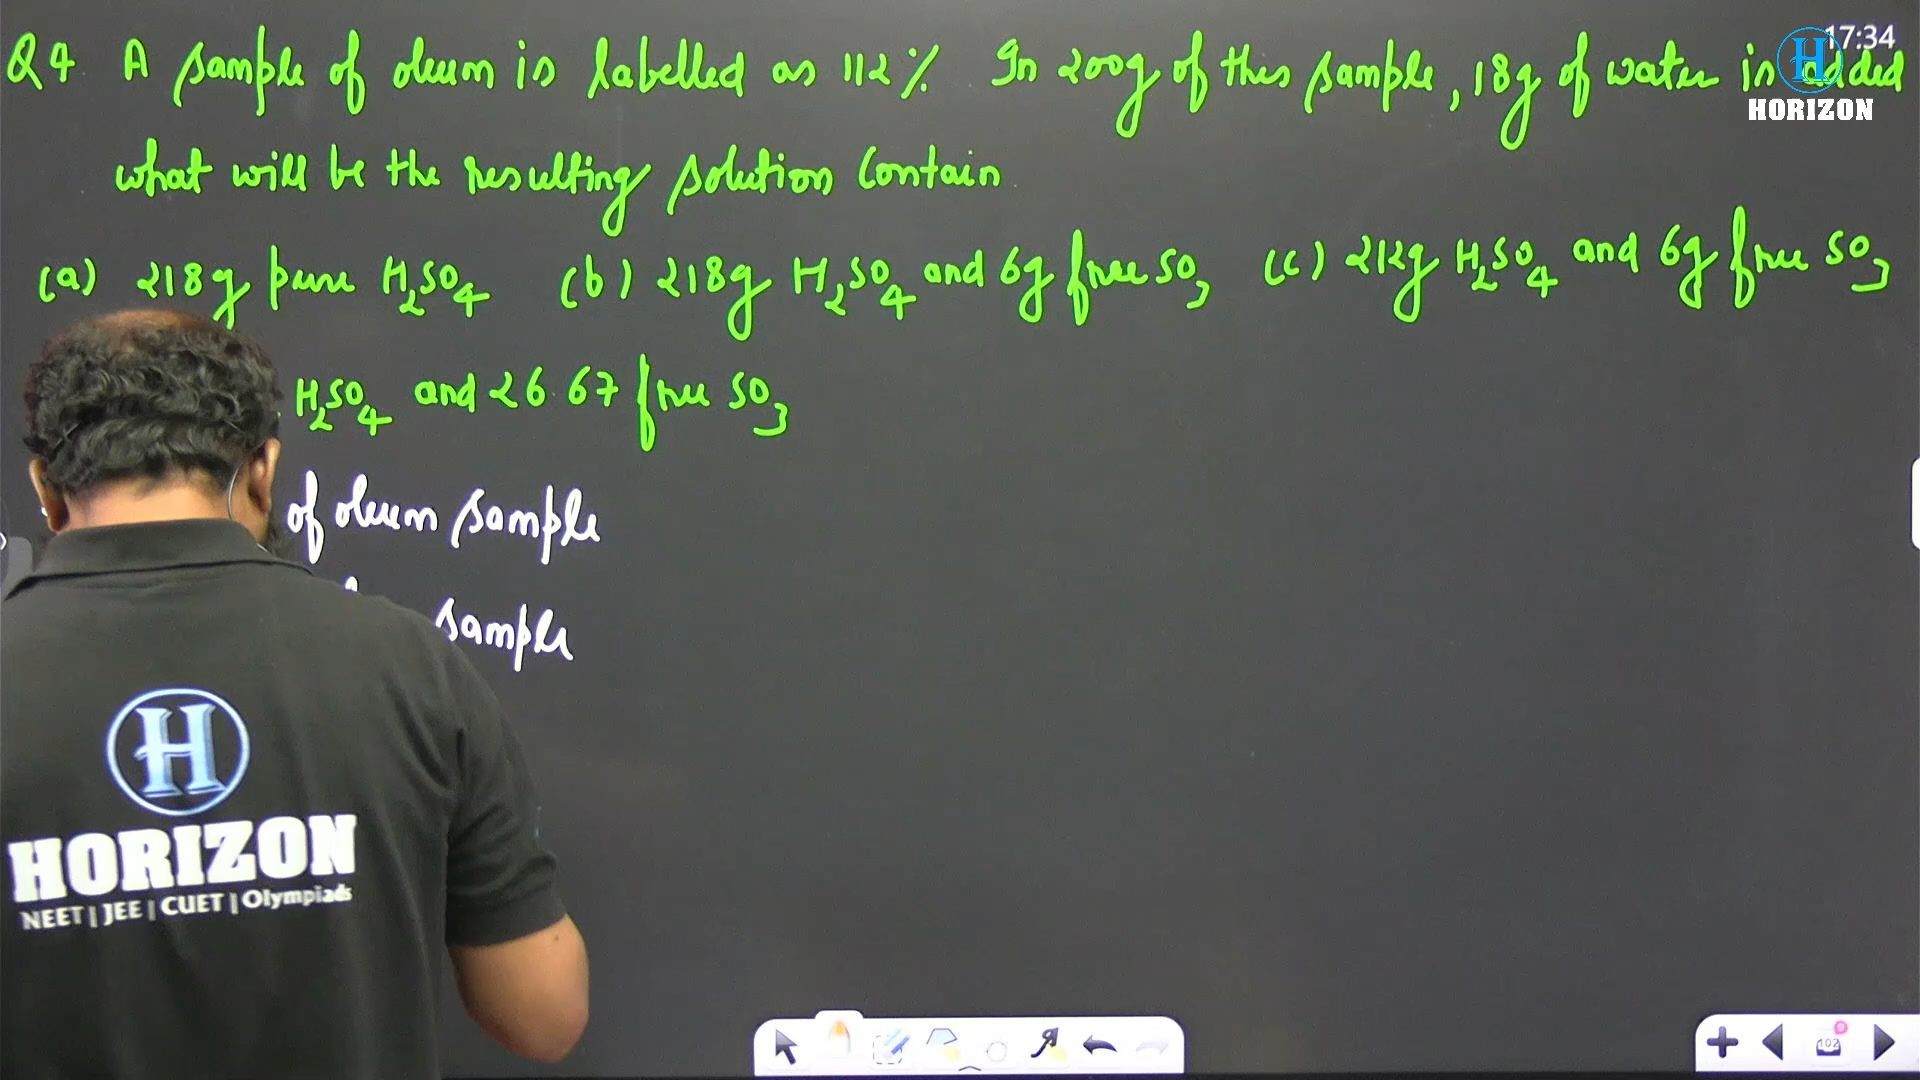 17:34
HORIZON
Q4 A sample of oleum is labelled as 112% In 200g of this sample, 18g of water is added
what will be the resulting solution contain
(a) 218g pure H2SO4 (b) 218g H2SO4 and 6g free SO3 (c) 212g H2SO4 and 6g free SO3
H2SO4 and 26.67 free SO3
of oleum sample
sample
H
HORIZON
NEET | JEE | CUET | Olympiads
102